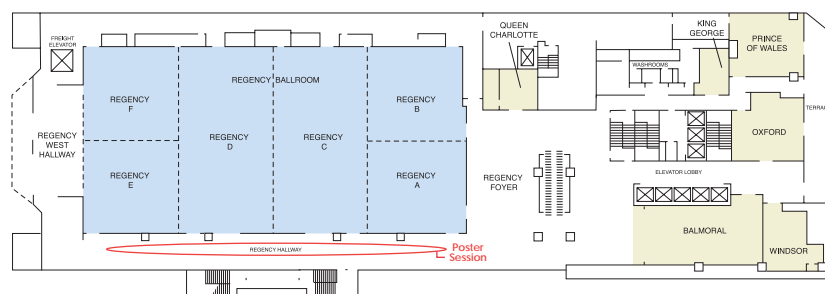 FREIGHT
ELEVATOR
REGENCY BALLROOM
REGENCY
F
REGENCY
B
REGENCY
WEST
HALLWAY
REGENCY
D
REGENCY
C
REGENCY
E
REGENCY
A
REGENCY HALLWAY
Poster
Session
QUEEN
CHARLOTTE
KING
GEORGE
PRINCE
OF WALES
WASHROOMS
OXFORD
REGENCY
FOYER
ELEVATOR LOBBY
BALMORAL
WINDSOR